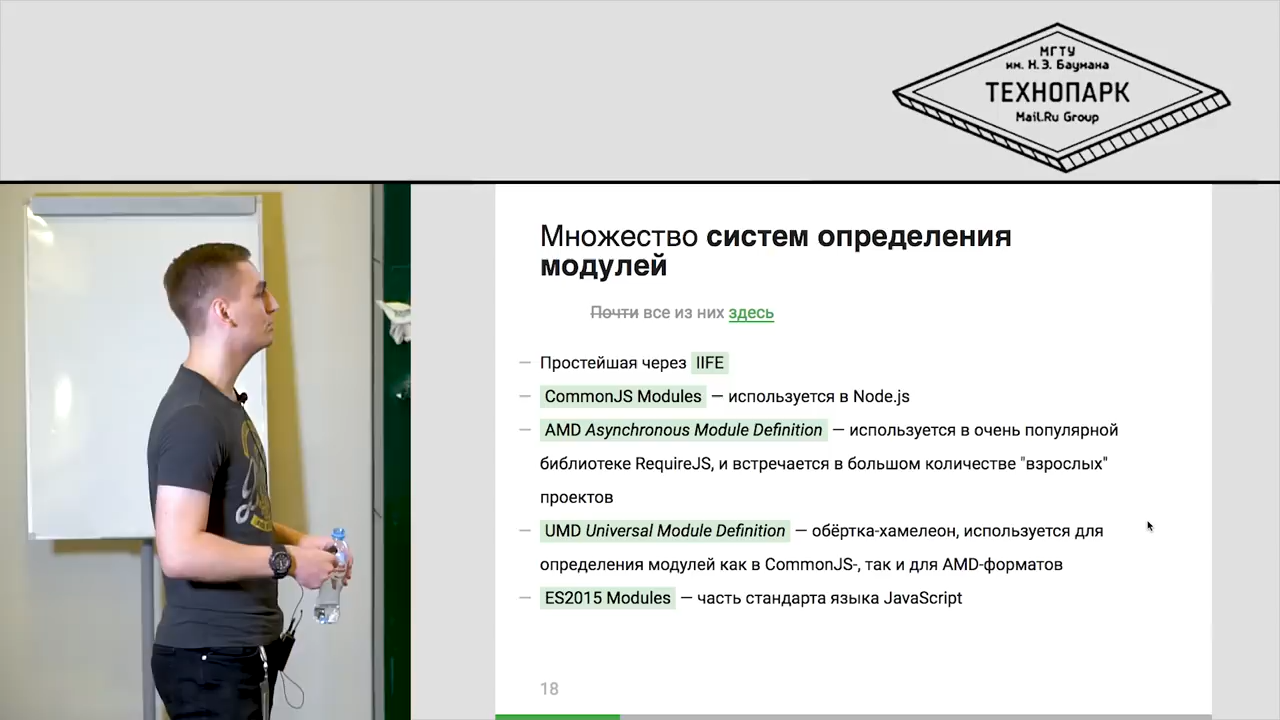 МГТУ
им. Н.Э. Баумана
ТЕХНОПАРК
Mail.Ru Group
Множество систем определения
модулей
Почти все из них здесь
— Простейшая через IIFE
— CommonJS Modules — используется в Node.js
— AMD Asynchronous Module Definition — используется в очень популярной
библиотеке RequireJS, и встречается в большом количестве "взрослых"
проектов
— UMD Universal Module Definition — обёртка-хамелеон, используется для
определения модулей как в CommonJS-, так и для AMD-форматов
— ES2015 Modules — часть стандарта языка JavaScript
18